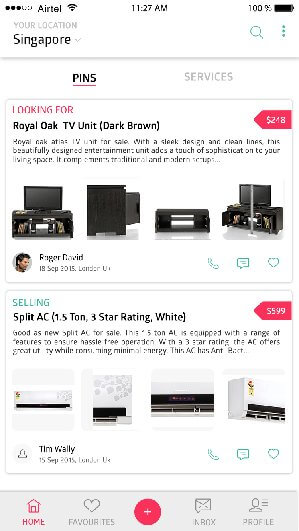 Airtel 11:27 AM 100 %
YOUR LOCATION
Singapore
PINS SERVICES
LOOKING FOR
$248
Royal Oak TV Unit (Dark Brown)
Royal oak atlas TV unit for sale. With a sleek design and clean lines, this
beautifully designed entertainment unit adds a touch of sophistication to your
living space. It complements traditional and modern setups...
Roger David
18 Sep 2015, London Uk
SELLING
$599
Split AC (1.5 Ton, 3 Star Rating, White)
Good as new Split AC for sale. This 1.5 ton AC is equipped with a range of
features to ensure hassle free operation. With a 3 star rating, the AC offers
great utility while consuming minimal energy. This AC has Anti-Bact...
Tim Wally
15 Sep 2015, London Uk
HOME FAVOURITES + INBOX PROFILE